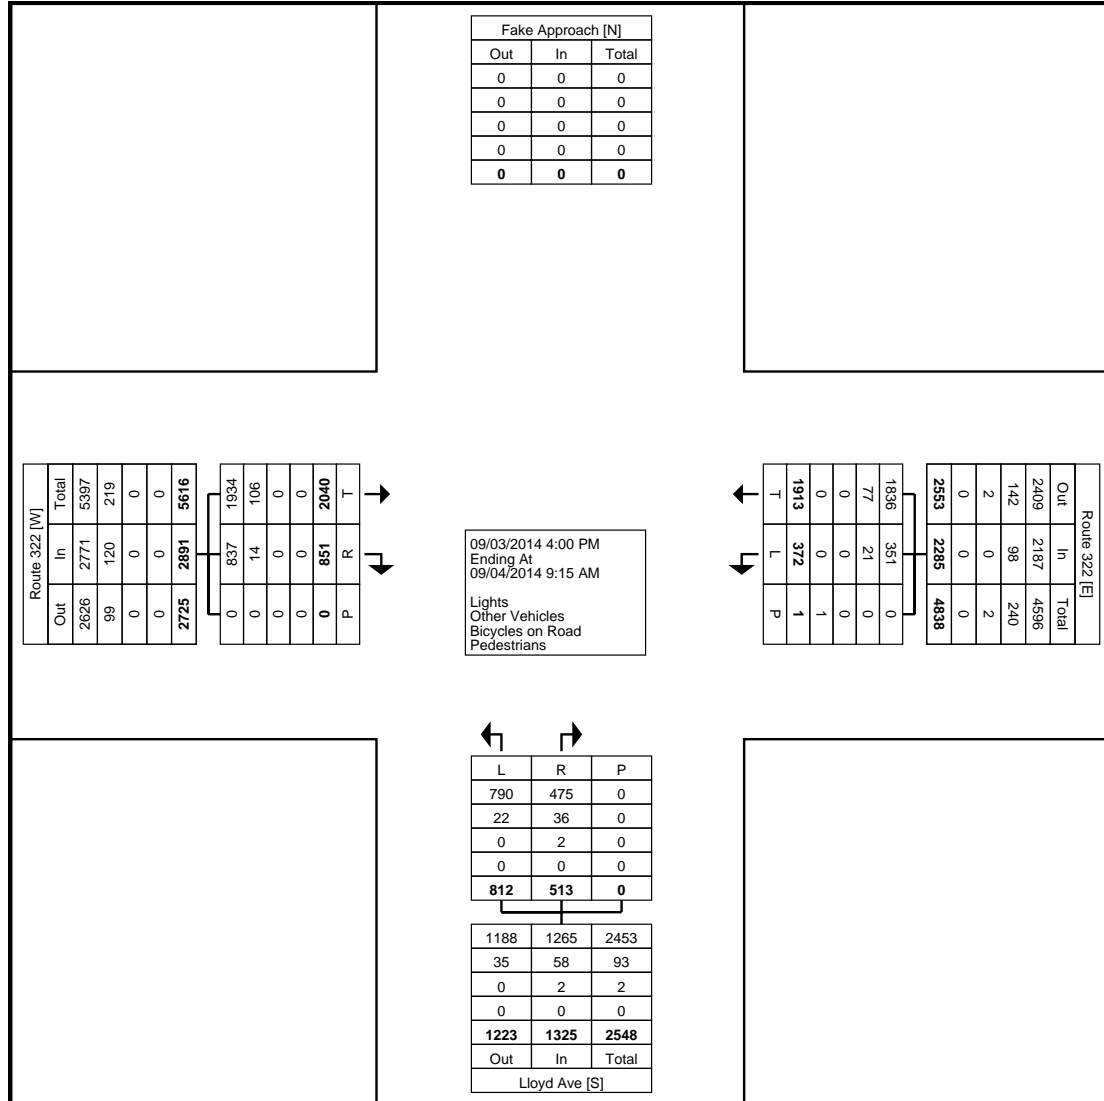 Fake Approach [N]
Out In Total
0 0 0
0 0 0
0 0 0
0 0 0
0 0 0
Route 322 [W]
Total 5397 219 0 0 5616
In 2771 120 0 0 2891
Out 2626 99 0 0 2725
1934 106 0 0 2040 T
837 14 0 0 851 R
0 0 0 0 0 P
09/03/2014 4:00 PM
Ending At
09/04/2014 9:15 AM
Lights
Other Vehicles
Bicycles on Road
Pedestrians
T 1913 0 0 77 1836
L 372 0 0 21 351
P 1 1 0 0 0
2553 0 2 142 2409 Out
2285 0 0 98 2187 In
4838 0 2 240 4596 Total
Route 322 [E]
L R P
790 475 0
22 36 0
0 2 0
0 0 0
812 513 0
1188 1265 2453
35 58 93
0 2 2
0 0 0
1223 1325 2548
Out In Total
Lloyd Ave [S]